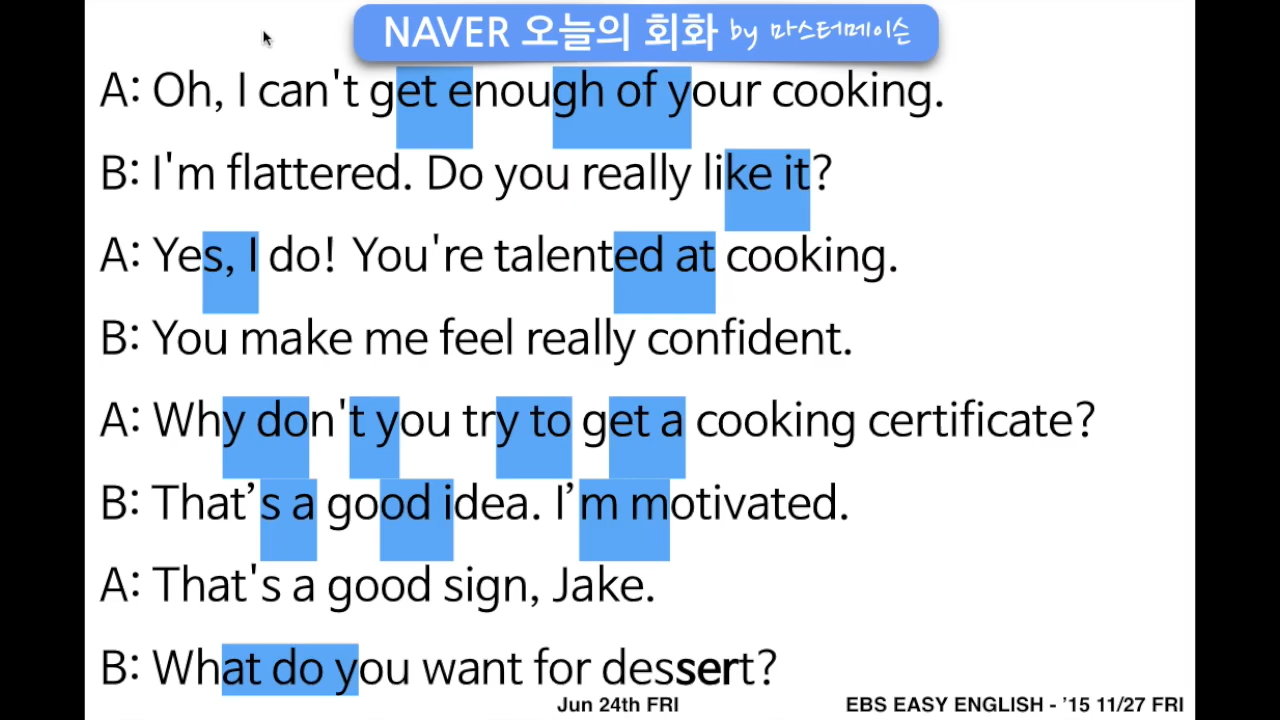 NAVER 오늘의 회화 by 마스터메이슨
A: Oh, I can't get enough of your cooking.
B: I'm flattered. Do you really like it?
A: Yes, I do! You're talented at cooking.
B: You make me feel really confident.
A: Why don't you try to get a cooking certificate?
B: That’s a good idea. I’m motivated.
A: That's a good sign, Jake.
B: What do you want for dessert?
Jun 24th FRI
EBS EASY ENGLISH - ’15 11/27 FRI